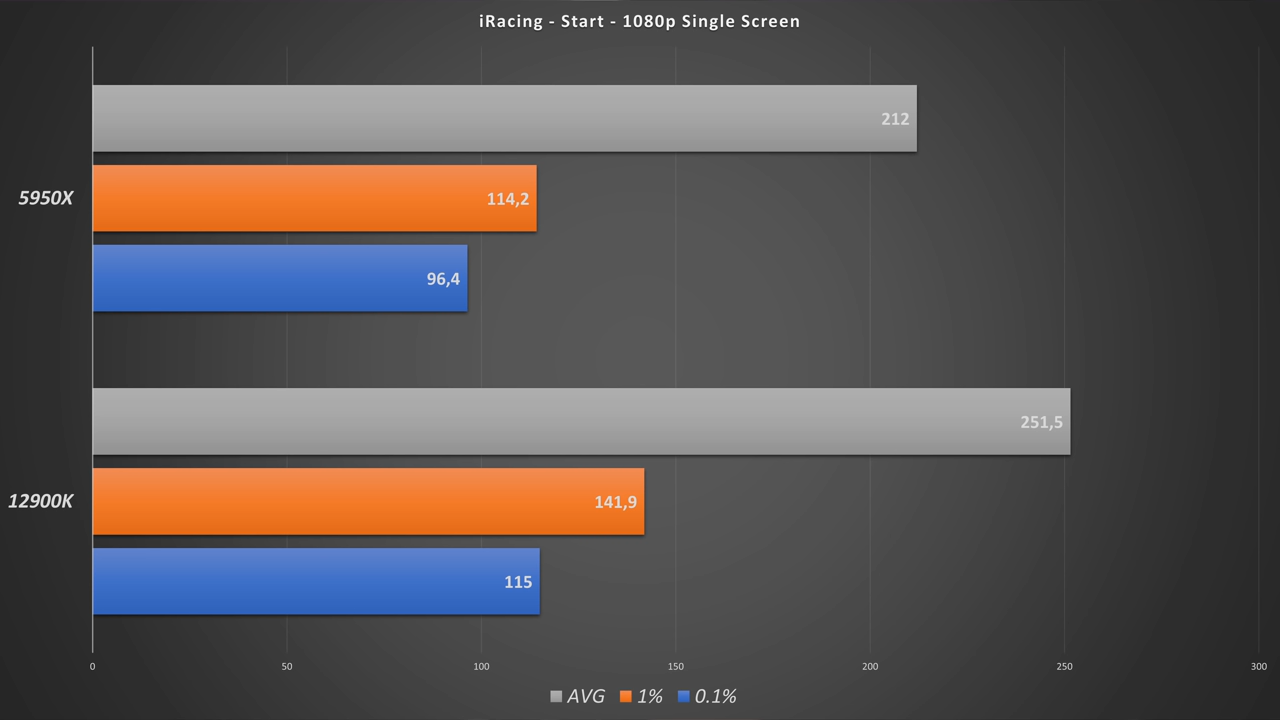 iRacing - Start - 1080p Single Screen
212
5950X
114,2
96,4
251,5
12900K
141,9
115
0 50 100 150 200 250 300
AVG 1% 0.1%